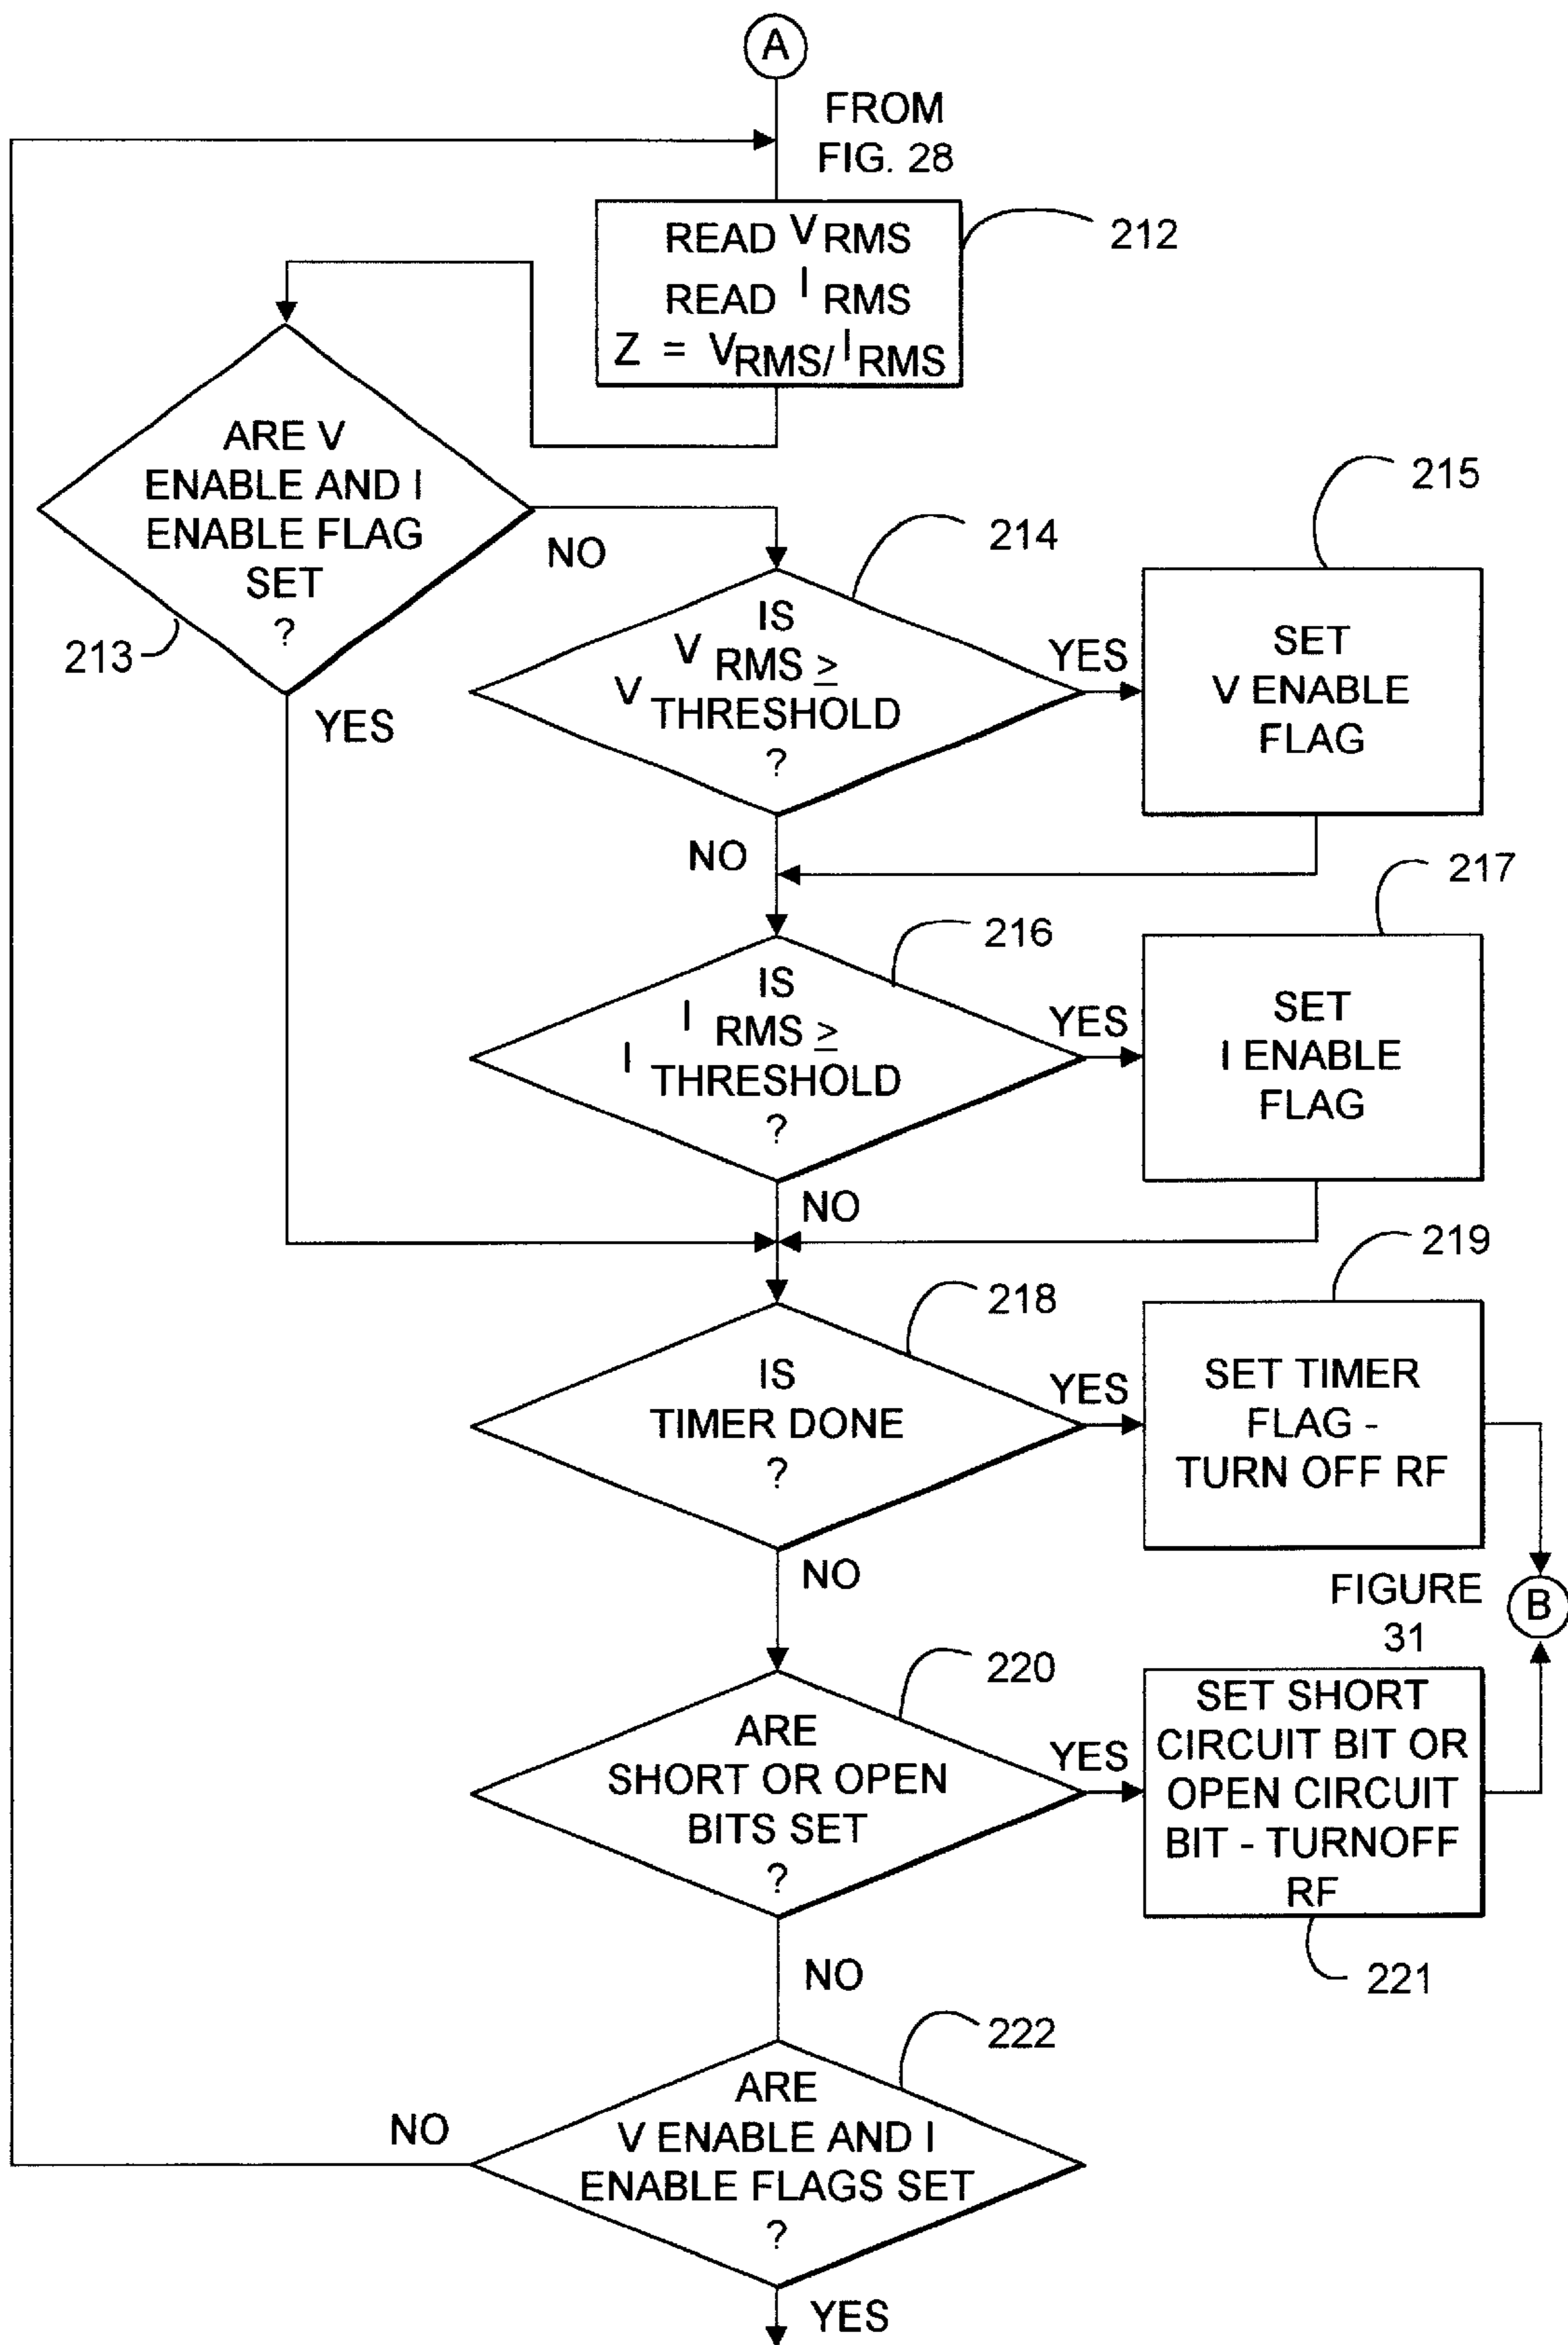 A
FROM
FIG. 28
READ VRMS
READ IRMS
Z = VRMS/IRMS
212
ARE V
ENABLE AND I
ENABLE FLAG
SET
?
213
NO
YES
214
IS
V RMS ≥
V THRESHOLD
?
YES
NO
215
SET
V ENABLE
FLAG
216
IS
I RMS ≥
I THRESHOLD
?
YES
NO
217
SET
I ENABLE
FLAG
218
IS
TIMER DONE
?
YES
NO
219
SET TIMER
FLAG -
TURN OFF RF
FIGURE
31
B
220
ARE
SHORT OR OPEN
BITS SET
?
YES
NO
SET SHORT
CIRCUIT BIT OR
OPEN CIRCUIT
BIT - TURNOFF
RF
221
222
ARE
V ENABLE AND I
ENABLE FLAGS SET
?
NO
YES